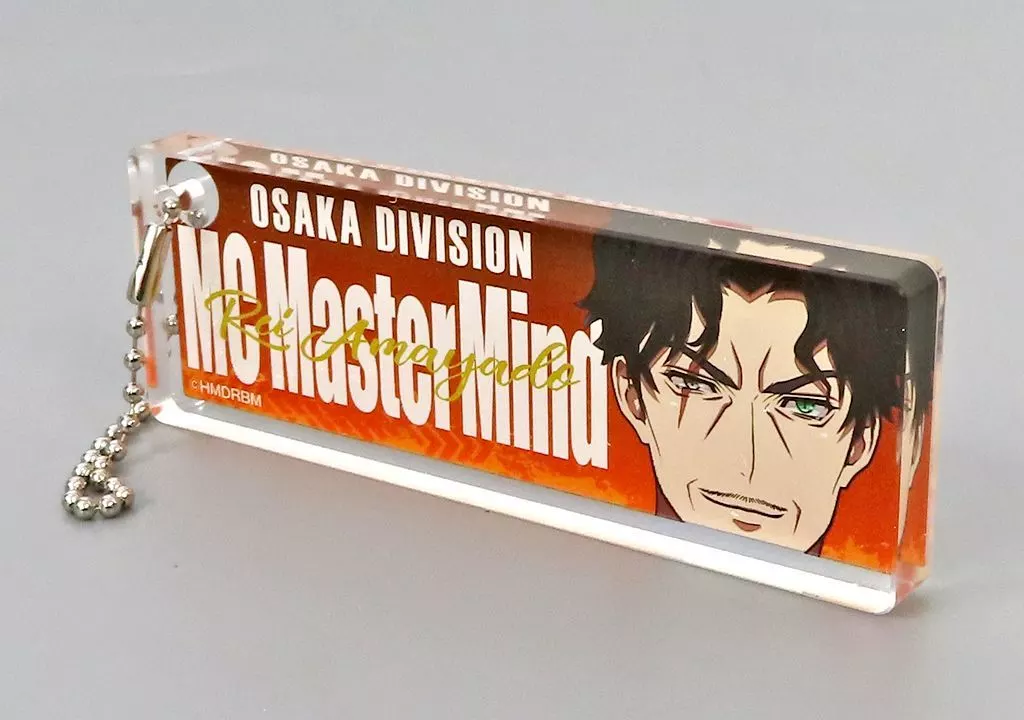 OSAKA DIVISION
MC MasterMind
Rei Amayado
©HMDRBM